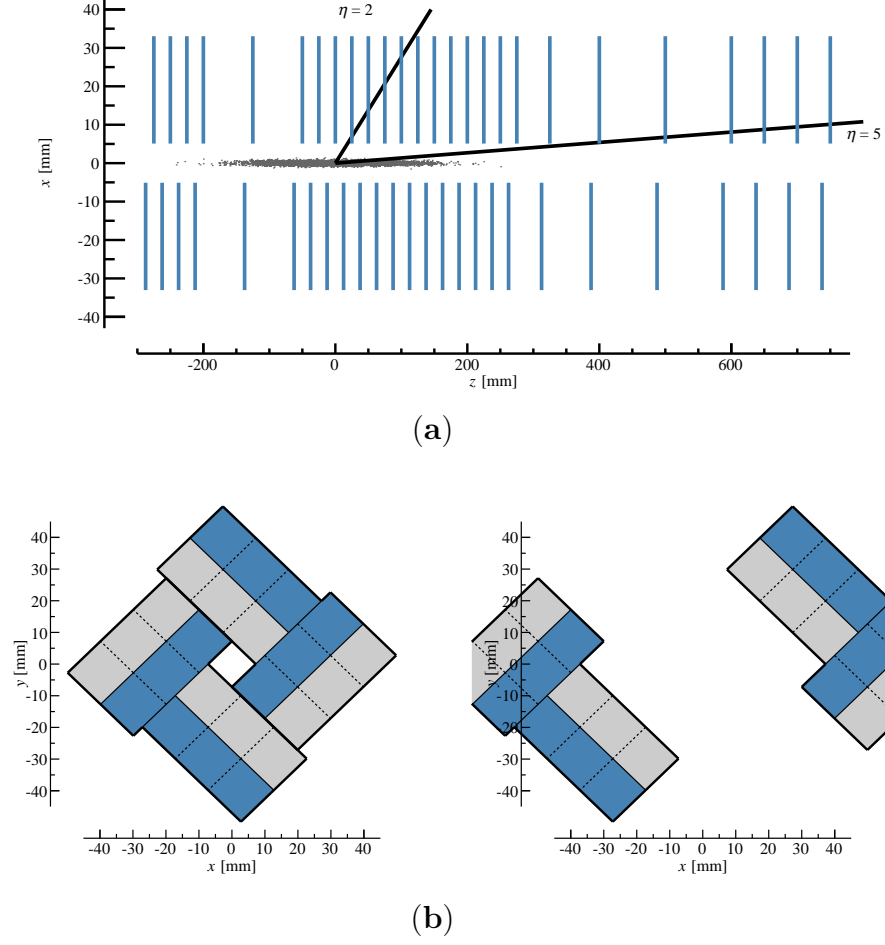 40
η = 2
30
20
10
η = 5
0
x [mm]
-10
-20
-30
-40
-200 0 200 400 600
z [mm]
(a)
40 40
30 30
20 20
10 10
y [mm] 0 y [mm] 0
-10 -10
-20 -20
-30 -30
-40 -40
-40 -30 -20 -10 0 10 20 30 40 -40 -30 -20 -10 0 10 20 30 40
x [mm] x [mm]
(b)